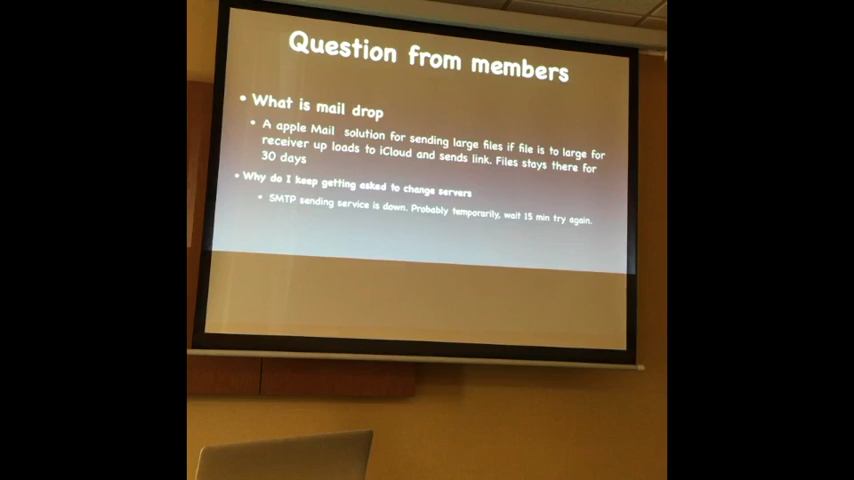 Question from members
• What is mail drop
• A apple Mail solution for sending large files if file is to large for
receiver up loads to iCloud and sends link. Files stays there for
30 days
• Why do I keep getting asked to change servers
• SMTP sending service is down. Probably temporarily, wait 15 min try again.